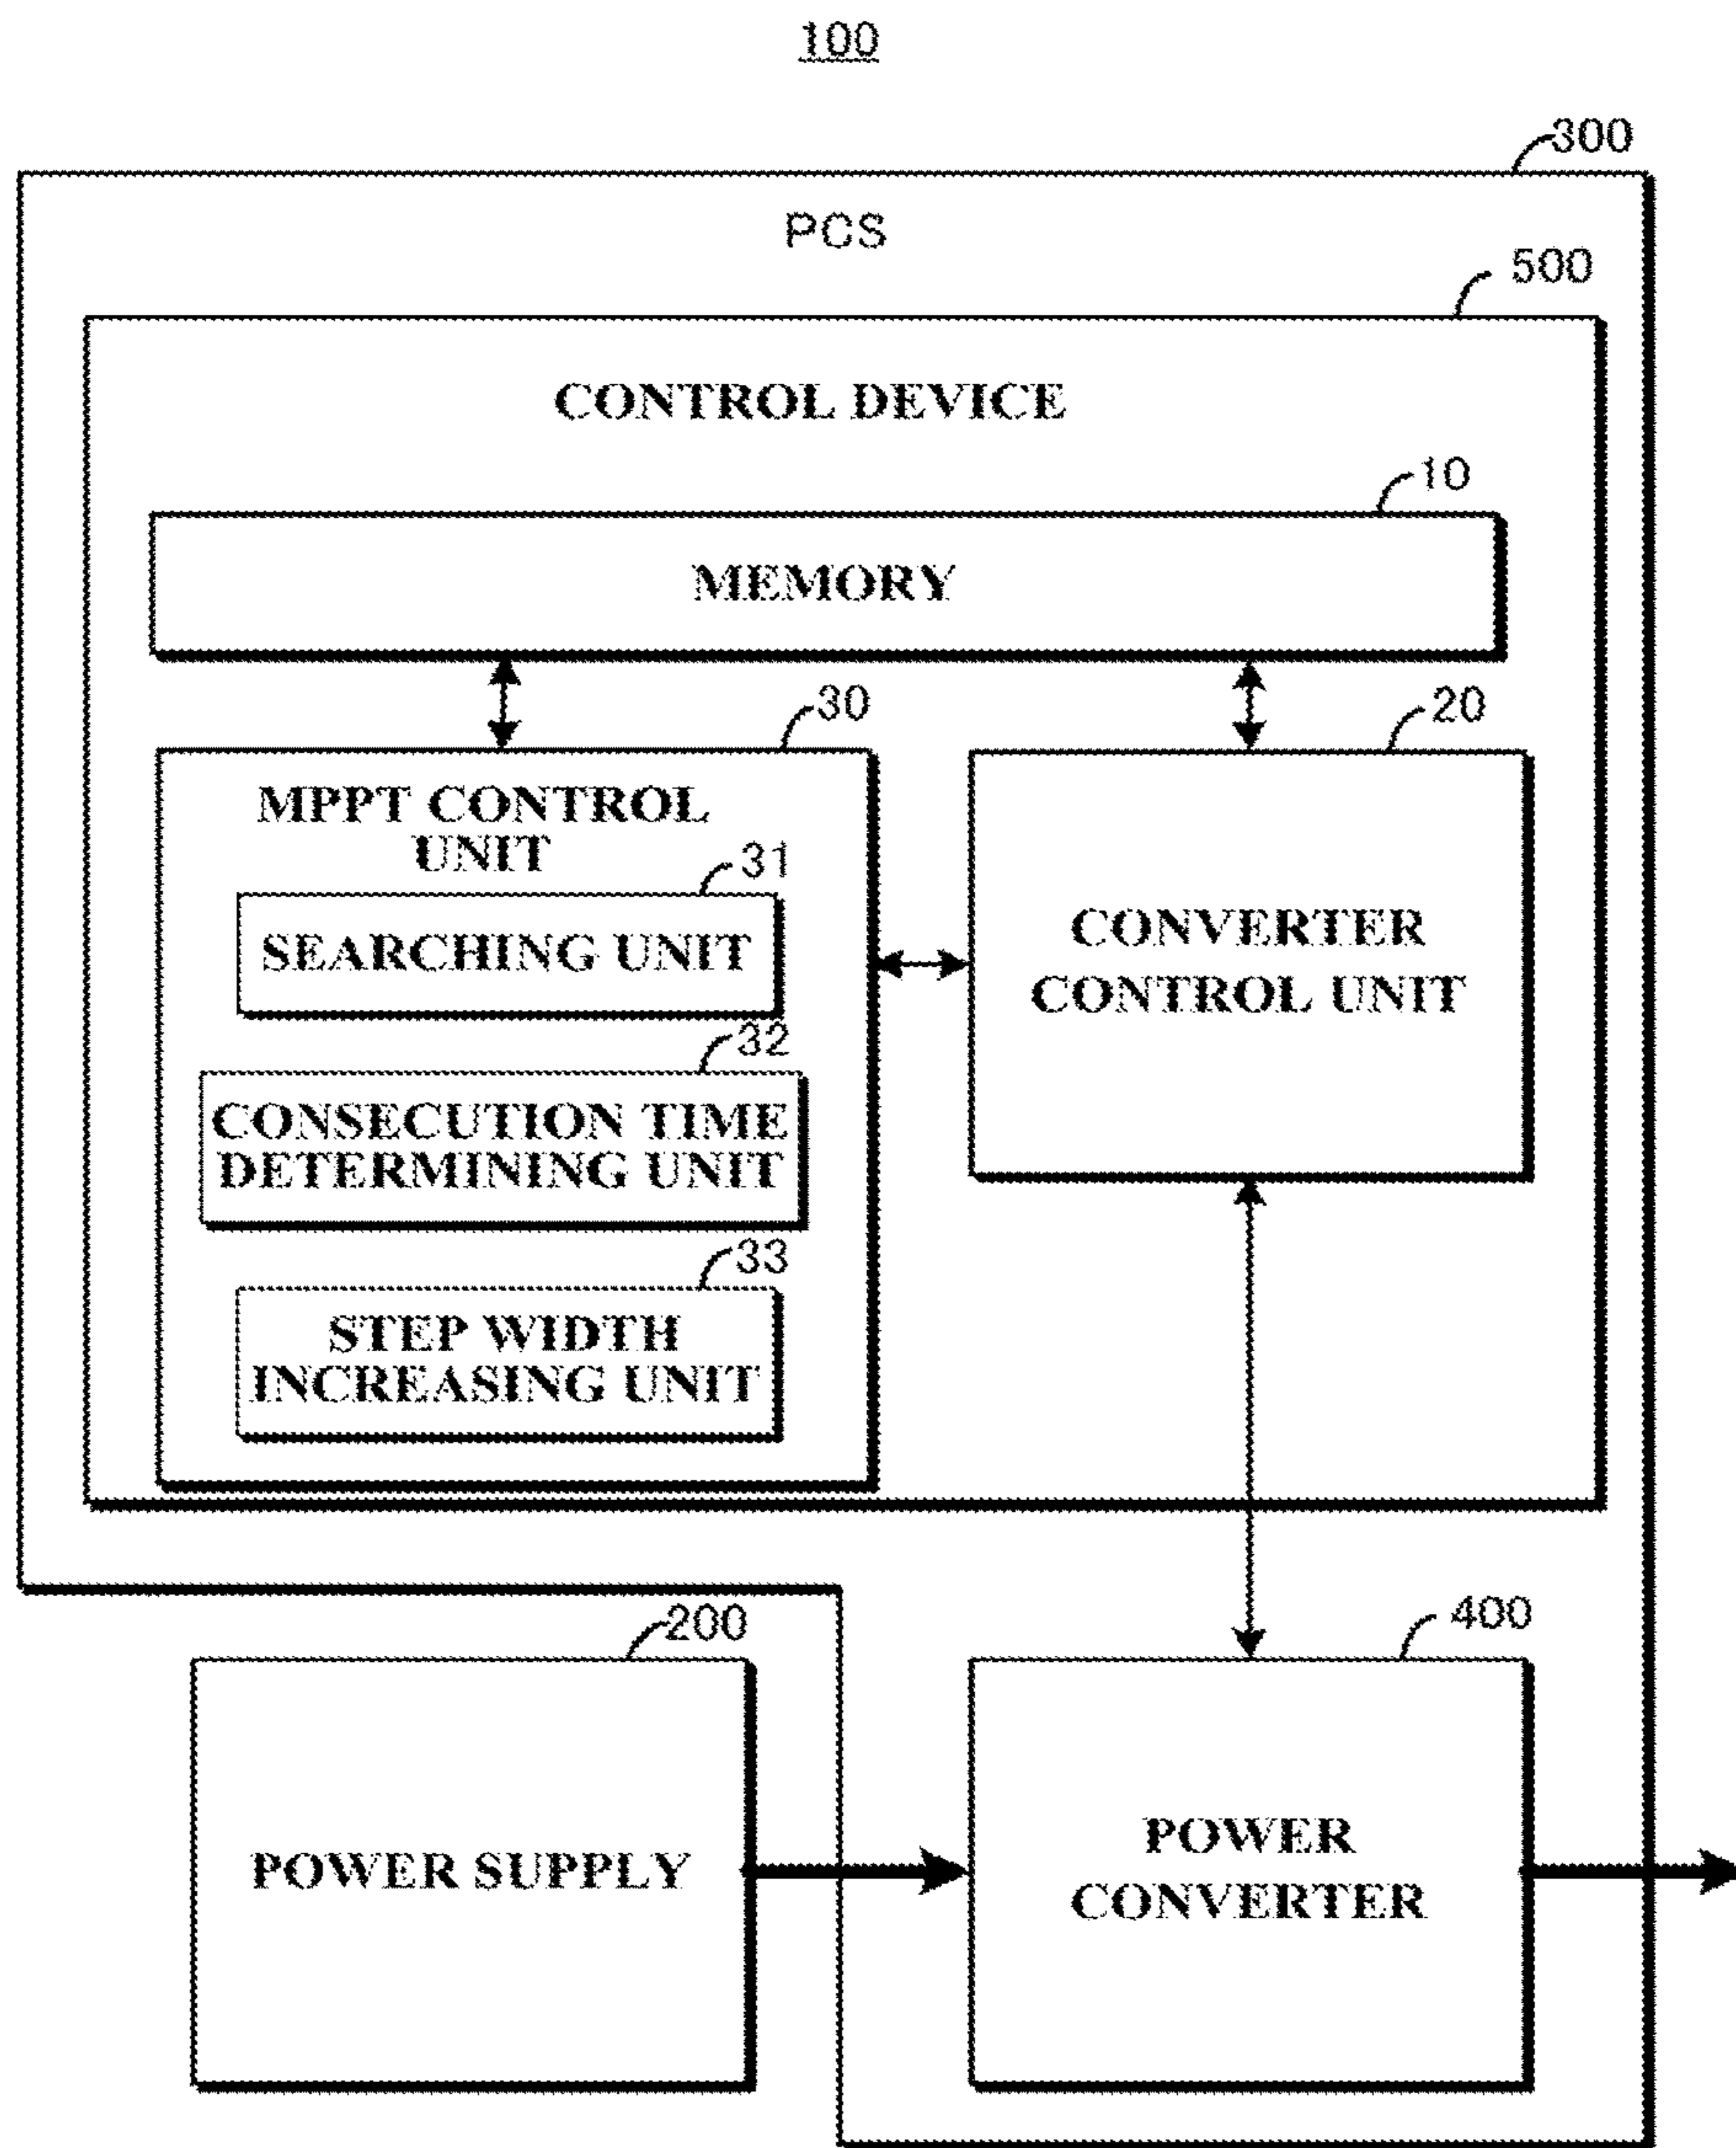 100
300
PCS
500
CONTROL DEVICE
10
MEMORY
30
20
MPPT CONTROL
UNIT
31
SEARCHING UNIT
CONVERTER
CONTROL UNIT
32
CONSECUTION TIME
DETERMINING UNIT
33
STEP WIDTH
INCREASING UNIT
200
400
POWER SUPPLY
POWER
CONVERTER